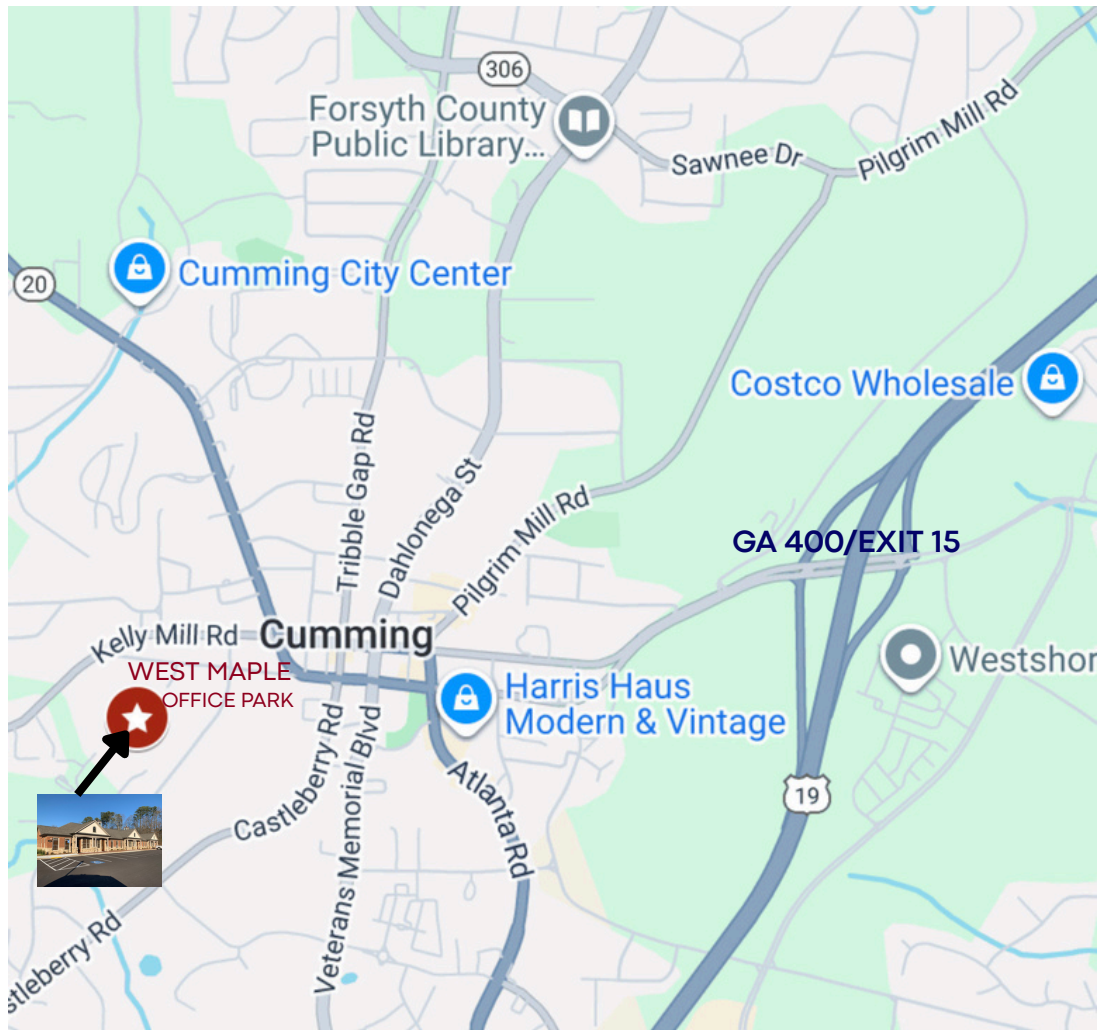 306
Forsyth County
Public Library...
Sawnee Dr
Pilgrim Mill Rd
20
Cumming City Center
Costco Wholesale
Tribble Gap Rd
Dahlonega St
Pilgrim Mill Rd
GA 400/EXIT 15
Kelly Mill Rd
Cumming
WEST MAPLE
OFFICE PARK
Harris Haus
Modern & Vintage
Westshor
Castleberry Rd
Veterans Memorial Blvd
Atlanta Rd
19
stleberry Rd